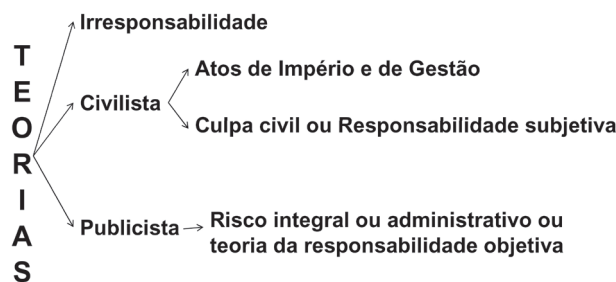 TEORIAS
Irresponsabilidade
Civilista
Atos de Império e de Gestão
Culpa civil ou Responsabilidade subjetiva
Publicista
Risco integral ou administrativo ou
teoria da responsabilidade objetiva